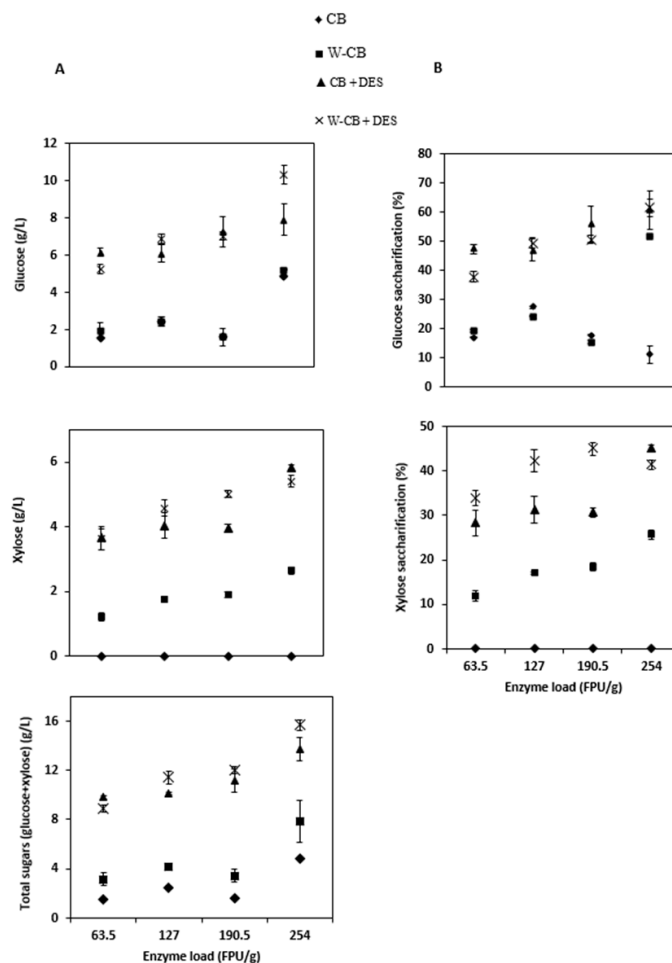 CB
W-CB
CB+DES
W-CB+DES
A
B
12
10
8
6
4
2
0
Glucose (g/L)
80
70
60
50
40
30
20
10
0
Glucose saccharification (%)
6
4
2
0
Xylose (g/L)
50
40
30
20
10
0
Xylose saccharification (%)
63.5 127 190.5 254
Enzyme load (FPU/g)
16
12
8
4
0
Total sugars (glucose+xylose) (g/L)
63.5 127 190.5 254
Enzyme load (FPU/g)